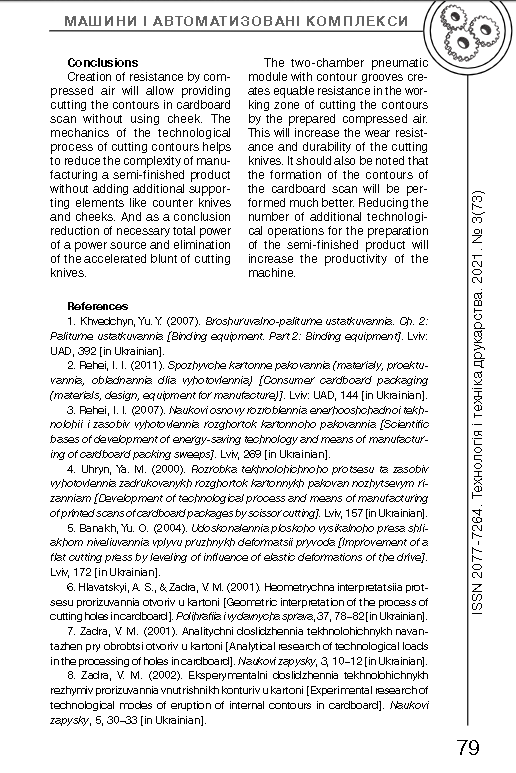 МАШИНИ І АВТОМАТИЗОВАНІ КОМПЛЕКСИ
Conclusions
Creation of resistance by com-
pressed air will allow providing
cutting the contours in cardboard
scan without using cheek. The
mechanics of the technological
process of cutting contours helps
to reduce the complexity of manu-
facturing a semi-finished product
without adding additional suppor-
ting elements like counter knives
and cheeks. And as a conclusion
reduction of necessary total power
of a power source and elimination
of the accelerated blunt of cutting
knives.
The two-chamber pneumatic
module with contour grooves cre-
ates equable resistance in the wor-
king zone of cutting the contours
by the prepared compressed air.
This will increase the wear resist-
ance and durability of the cutting
knives. It should also be noted that
the formation of the contours of
the cardboard scan will be per-
formed much better. Reducing the
number of additional technologi-
cal operations for the preparation
of the semi-finished product will
increase the productivity of the
machine.
References
1. Khvedchyn, Yu. Y. (2007). Broshuruvalno-paliturne ustatkuvannia. Ch. 2:
Paliturne ustatkuvannia [Binding equipment. Part 2: Binding equipment]. Lviv:
UAD, 392 [in Ukrainian].
2. Rehei, I. I. (2011). Spozhyvche kartonne pakovannia (materialy, proektu-
vannia, obladnannia dlia vyhotovlennia) [Consumer cardboard packaging
(materials, design, equipment for manufacture)]. Lviv: UAD, 144 [in Ukrainian].
3. Rehei, I. I. (2007). Naukovi osnovy rozroblennia enerhooshchadnoi tekh-
nolohii i zasobiv vyhotovlennia rozghortok kartonnoho pakovannia [Scientific
bases of development of energy-saving technology and means of manufactur-
ing of cardboard packing sweeps]. Lviv, 269 [in Ukrainian].
4. Uhryn, Ya. M. (2000). Rozrobka tekhnolohichnoho protsesu ta zasobiv
vyhotovlennia zadrukovanykh rozghortok kartonnykh pakovan nozhytsevym ri-
zanniam [Development of technological process and means of manufacturing
of printed scans of cardboard packages by scissor cutting]. Lviv, 157 [in Ukrainian].
5. Banakh, Yu. O. (2004). Udoskonalennia ploskoho vysikalnoho presa shli-
akhom niveliuvannia vplyvu pruzhnykh deformatsii pryvoda [Improvement of a
flat cutting press by leveling of influence of elastic deformations of the drive].
Lviv, 172 [in Ukrainian].
6. Hlavatskyi, A. S., & Zadra, V. M. (2001). Heometrychna interpretatsiia prot-
sesu prorizuvannia otvoriv u kartoni [Geometric interpretation of the process of
cutting holes in cardboard]. Polihrafiia i vydavnycha sprava, 37, 78–82 [in Ukrainian].
7. Zadra, V. M. (2001). Analitychni doslidzhennia tekhnolohichnykh navan-
tazhen pry obrobtsi otvoriv u kartoni [Analytical research of technological loads
in the processing of holes in cardboard]. Naukovi zapysky, 3, 10–12 [in Ukrainian].
8. Zadra, V. M. (2002). Eksperymentalni doslidzhennia tekhnolohichnykh
rezhymiv prorizuvannia vnutrishnikh konturiv u kartoni [Experimental research of
technological modes of eruption of internal contours in cardboard]. Naukovi
zapysky, 5, 30–33 [in Ukrainian].
ISSN 2077-7264. Технологія і техніка друкарства. 2021. № 3(73)
79